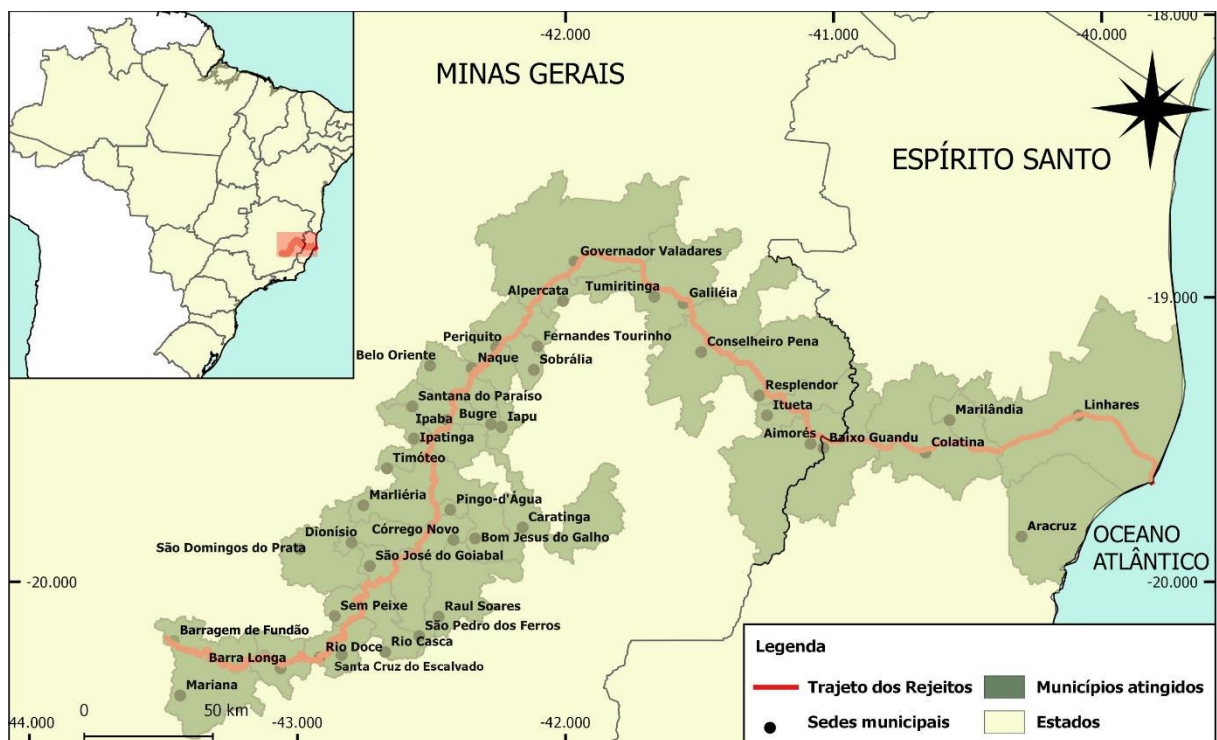 -42.000
-41.000
-40.000
-18.000
MINAS GERAIS
ESPÍRITO SANTO
Governador Valadares
Alpercata
Tumiritinga
Galiléia
-19.000
Periquito
Fernandes Tourinho
Conselheiro Pena
Belo Oriente
Naque
Sobrália
Santana do Paraíso
Resplendor
Ipaba
Bugre
Iapu
Itueta
Marilândia
Linhares
Ipatinga
Aimorés
Baixo Guandu
Colatina
Timóteo
Marliéria
Pingo-d'Água
Caratinga
Dionísio
Córrego Novo
Bom Jesus do Galho
Aracruz
São Domingos do Prata
São José do Goiabal
OCEANO
ATLÂNTICO
-20.000
-20.000
Sem Peixe
Raul Soares
São Pedro dos Ferros
Barragem de Fundão
Rio Doce
Rio Casca
Barra Longa
Santa Cruz do Escalvado
Mariana
Legenda
Trajeto dos Rejeitos
Municípios atingidos
Sedes municipais
Estados
-44.000
0
50 km
-43.000
-42.000